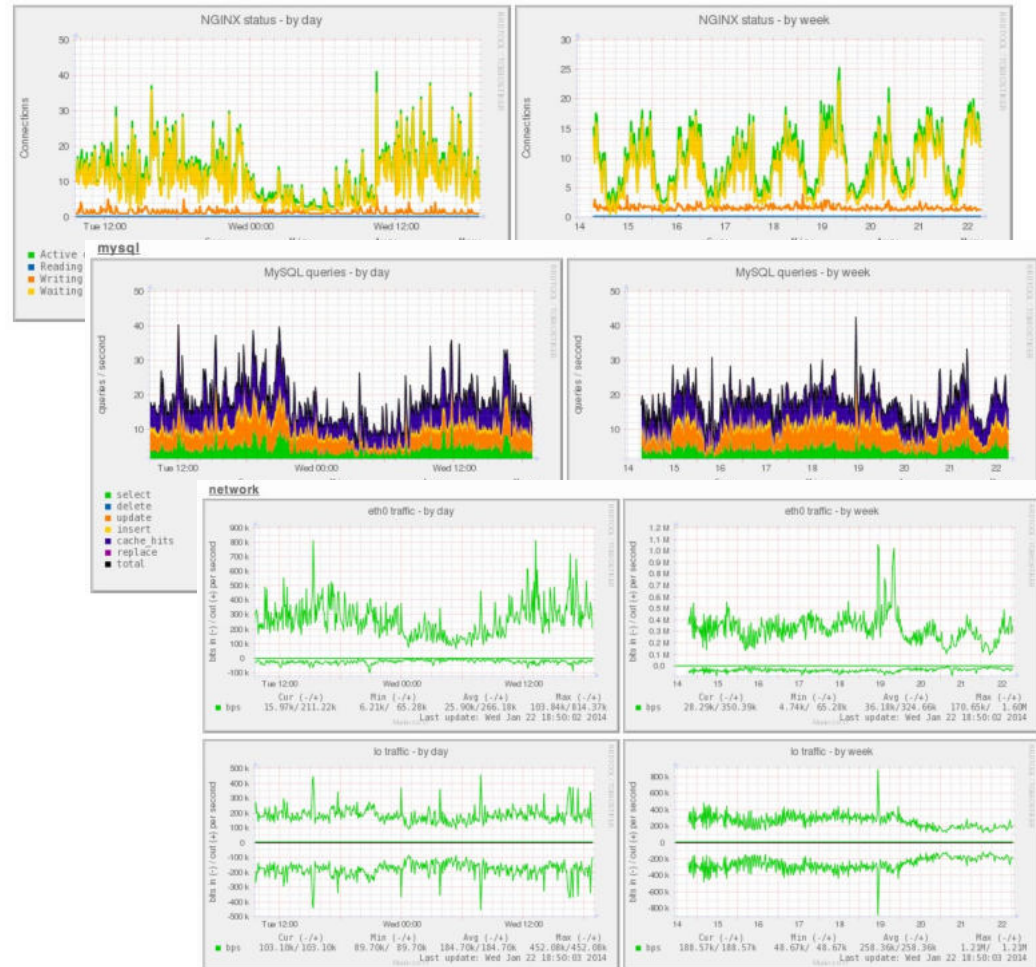 NGINX status - by day
NGINX status - by week
50
40
30
20
10
0
Connections
Tue 12:00 Wed 00:00 Wed 12:00
30
25
20
15
10
5
0
Connections
14 15 16 17 18 19 20 21 22
Active
Reading
Writing
Waiting
mysql
MySQL queries - by day
MySQL queries - by week
50
40
30
20
10
queries / second
Tue 12:00 Wed 00:00 Wed 12:00
50
40
30
20
10
queries / second
14 15 16 17 18 19 20 21 22
select
delete
update
insert
cache_hits
replace
total
network
eth0 traffic - by day
eth0 traffic - by week
900 k
800 k
700 k
600 k
500 k
400 k
300 k
200 k
100 k
0
-100 k
bits in (-) / out (+) per second
Tue 12:00 Wed 00:00 Wed 12:00
Cur (-/+) Min (-/+) Avg (-/+) Max (-/+)
bps 15.97k/211.22k 6.21k/ 65.28k 25.90k/266.18k 103.84k/814.37k
Last update: Wed Jan 22 18:50:02 2014
1.2 M
1.1 M
1.0 M
0.9 M
0.8 M
0.7 M
0.6 M
0.5 M
0.4 M
0.3 M
0.2 M
0.1 M
0.0
bits in (-) / out (+) per second
14 15 16 17 18 19 20 21 22
Cur (-/+) Min (-/+) Avg (-/+) Max (-/+)
bps 28.29k/350.39k 4.74k/ 65.28k 36.18k/324.66k 170.65k/ 1.60M
Last update: Wed Jan 22 18:50:02 2014
lo traffic - by day
lo traffic - by week
500 k
400 k
300 k
200 k
100 k
0
-100 k
-200 k
-300 k
-400 k
-500 k
bits in (-) / out (+) per second
Tue 12:00 Wed 00:00 Wed 12:00
Cur (-/+) Min (-/+) Avg (-/+) Max (-/+)
bps 103.10k/103.10k 89.70k/ 89.70k 184.70k/184.70k 452.08k/452.08k
Last update: Wed Jan 22 18:50:03 2014
800 k
600 k
400 k
200 k
0
-200 k
-400 k
-600 k
-800 k
bits in (-) / out (+) per second
14 15 16 17 18 19 20 21 22
Cur (-/+) Min (-/+) Avg (-/+) Max (-/+)
bps 188.57k/188.57k 48.67k/ 48.67k 258.36k/258.36k 1.21M/ 1.21M
Last update: Wed Jan 22 18:50:03 2014